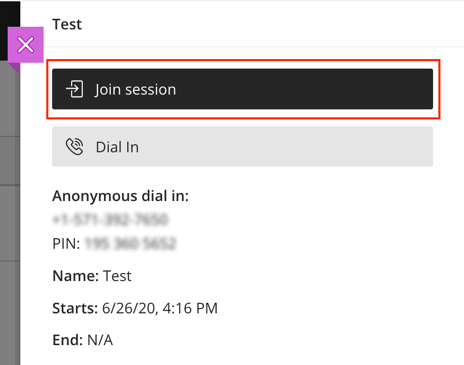 Test
Join session
Dial In
Anonymous dial in:
PIN:
Name: Test
Starts: 6/26/20, 4:16 PM
End: N/A